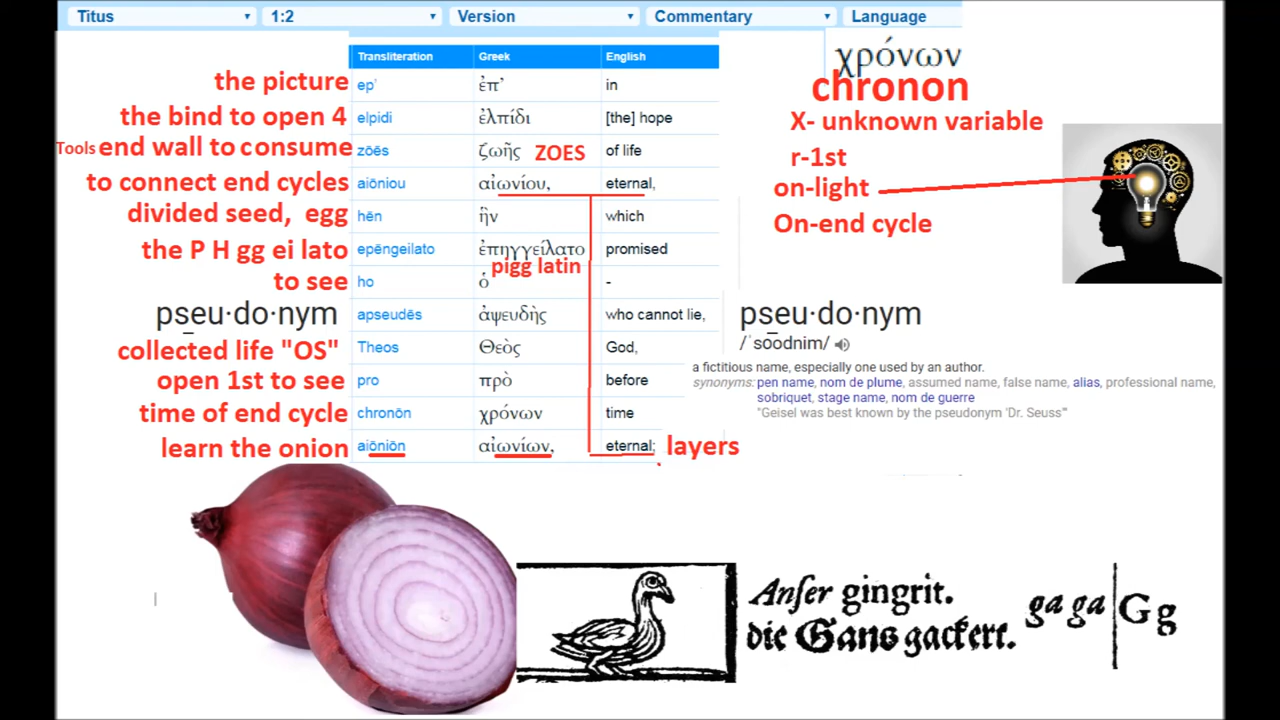 Titus 1:2 Version Commentary Language
χρόνων
chronon
X- unknown variable
r-1st
on-light
On-end cycle
Transliteration Greek English
the picture ep' ἐπ' in
the bind to open 4 elpidi ἐλπίδι [the] hope
Tools end wall to consume zōēs ζωῆς ZOES of life
to connect end cycles aiōniou αἰωνίου, eternal,
divided seed, egg hēn ἣν which
the P H gg ei lato epēngeilato ἐπηγγείλατο promised
pigg latin
to see ho ὁ -
pseu·do·nym apseudēs ἀψευδὴς who cannot lie,
collected life "OS" Theos Θεὸς God,
open 1st to see pro πρὸ before
time of end cycle chronōn χρόνων time
learn the onion aiōniōn αἰωνίων, eternal; layers
pseu·do·nym
/ˈso͞odnim/
a fictitious name, especially one used by an author.
synonyms: pen name, nom de plume, assumed name, false name, alias, professional name,
sobriquet, stage name, nom de guerre
"Geisel was best known by the pseudonym 'Dr. Seuss'"
Anſer gingrit. ga ga G g
die Gans gackert.